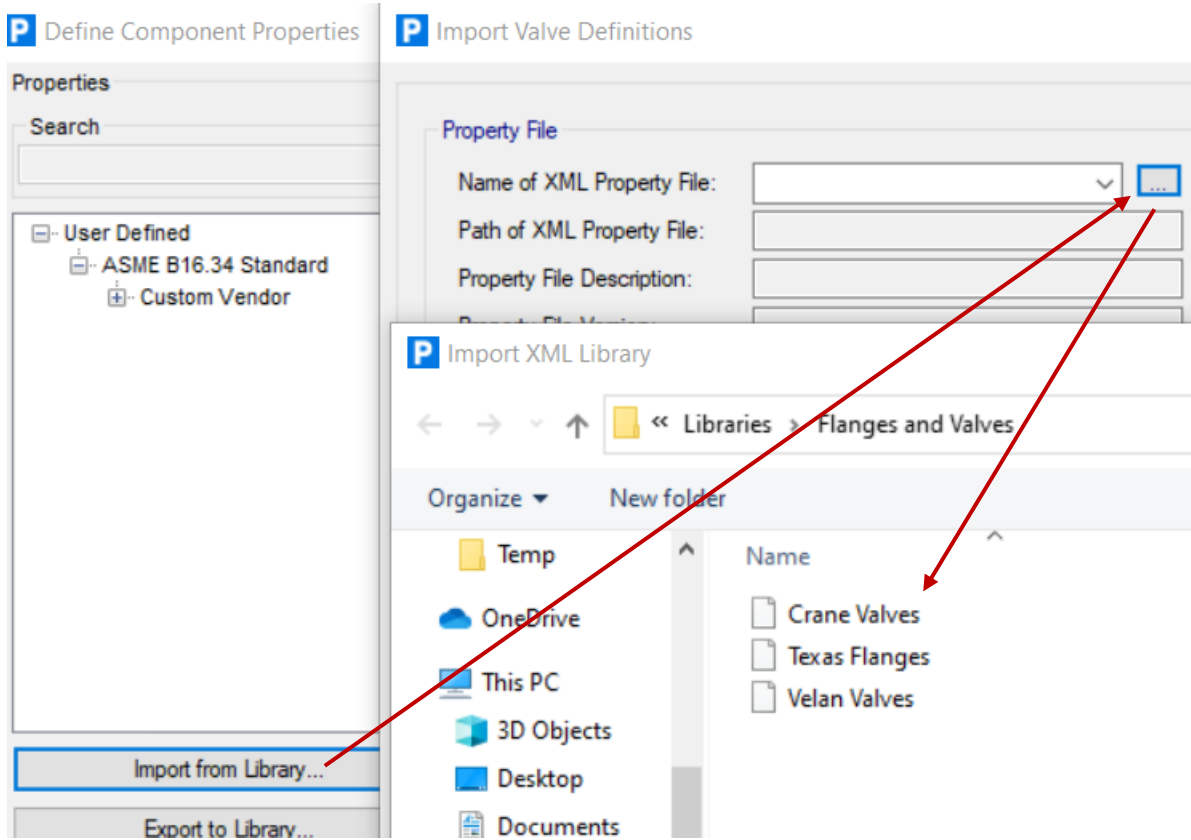 P Define Component Properties
Properties
Search
User Defined
ASME B16.34 Standard
Custom Vendor
Import from Library...
Export to Library...
P Import Valve Definitions
Property File
Name of XML Property File:
...
Path of XML Property File:
Property File Description:
Property File Version:
P Import XML Library
« Libraries > Flanges and Valves
Organize
New folder
Temp
OneDrive
This PC
3D Objects
Desktop
Documents
Name
Crane Valves
Texas Flanges
Velan Valves